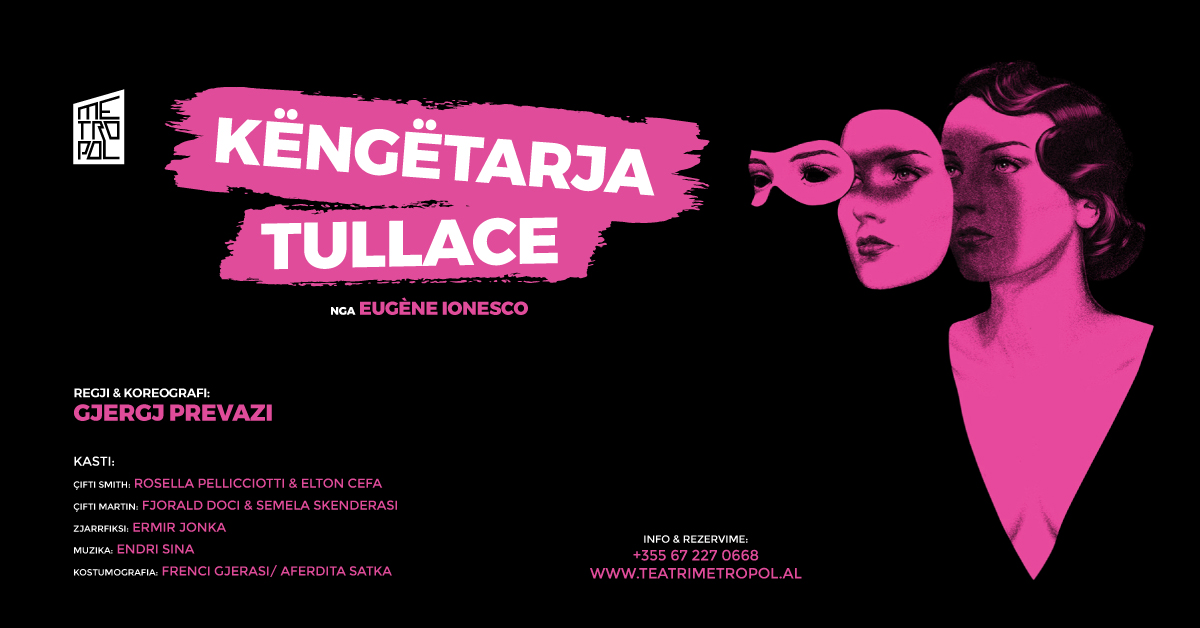 METROPOL
KËNGËTARJA
TULLACE
NGA EUGÈNE IONESCO
REGJI & KOREOGRAFI:
GJERGJ PREVAZI
KASTI:
ÇIFTI SMITH: ROSELLA PELLICCIOTTI & ELTON CEFA
ÇIFTI MARTIN: FJORALD DOCI & SEMELA SKENDERASI
ZJARRFIKSI: ERMIR JONKA
MUZIKA: ENDRI SINA
KOSTUMOGRAFIA: FRENCI GJERASI/ AFERDITA SATKA
INFO & REZERVIME:
+355 67 227 0668
WWW.TEATRIMETROPOL.AL